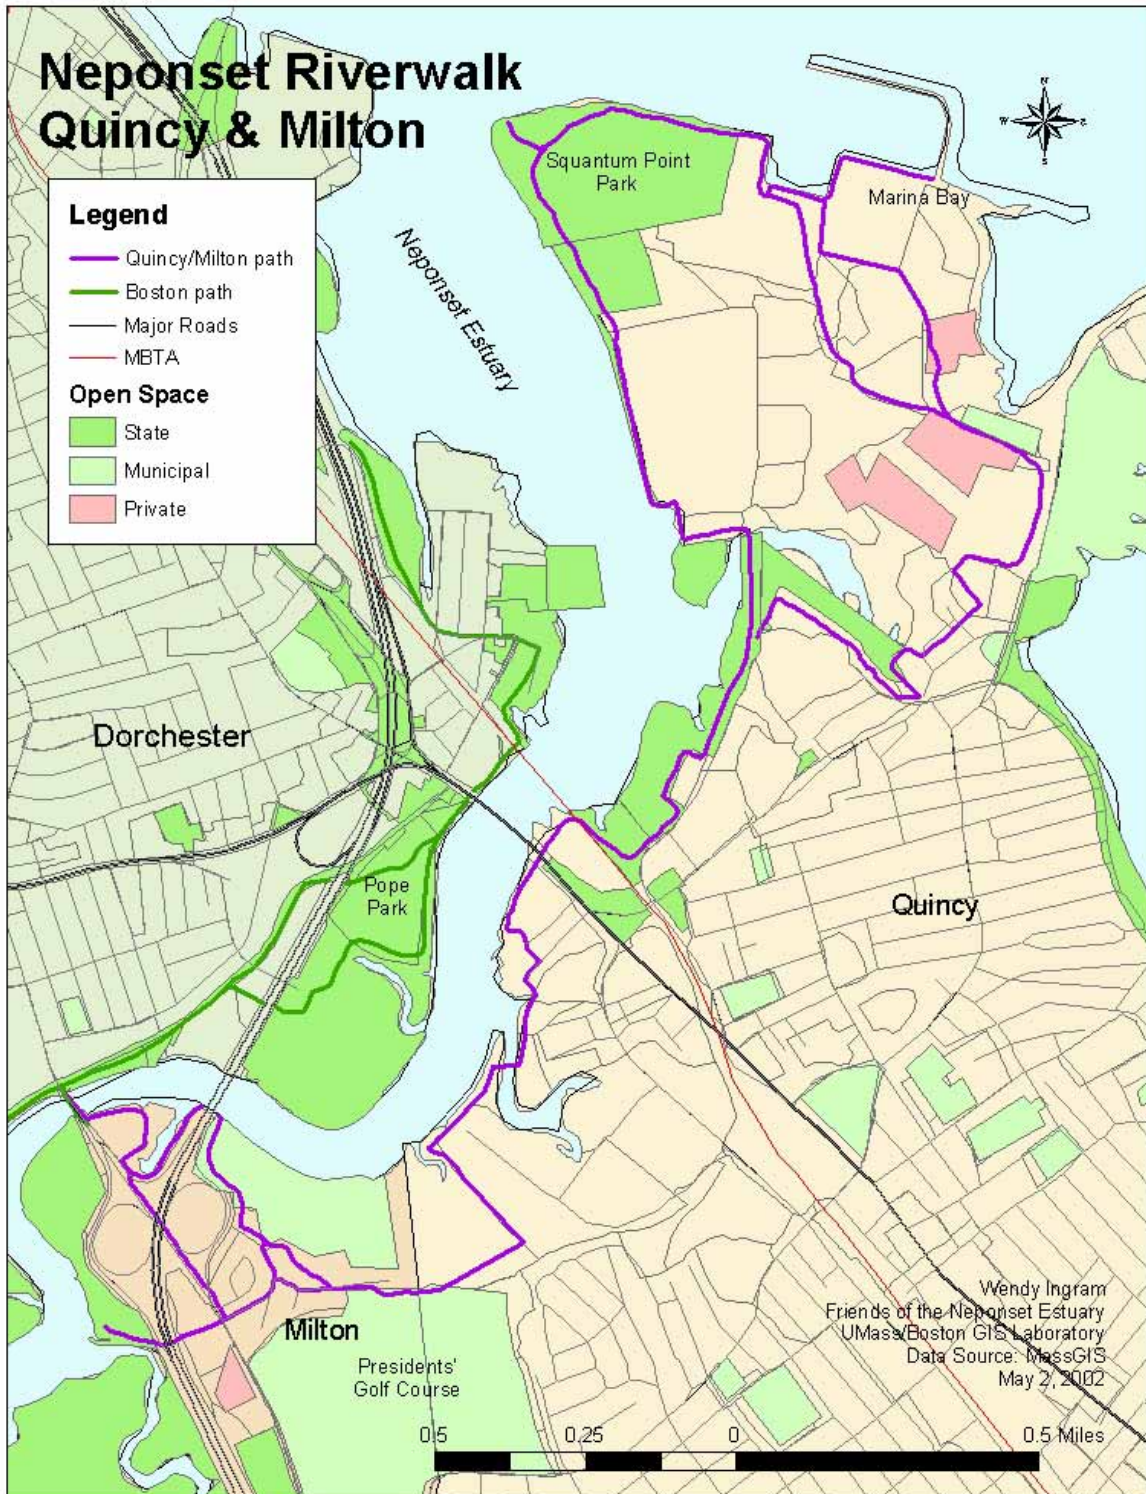 Neponset Riverwalk
Quincy & Milton
N
W
E
S
Squantum Point
Park
Marina Bay
Legend
Quincy/Milton path
Boston path
Major Roads
MBTA
Open Space
State
Municipal
Private
Neponset Estuary
Dorchester
Pope
Park
Quincy
Milton
Presidents'
Golf Course
Wendy Ingram
Friends of the Neponset Estuary
UMass/Boston GIS Laboratory
Data Source: MassGIS
May 2, 2002
0.5 0.25 0 0.5 Miles